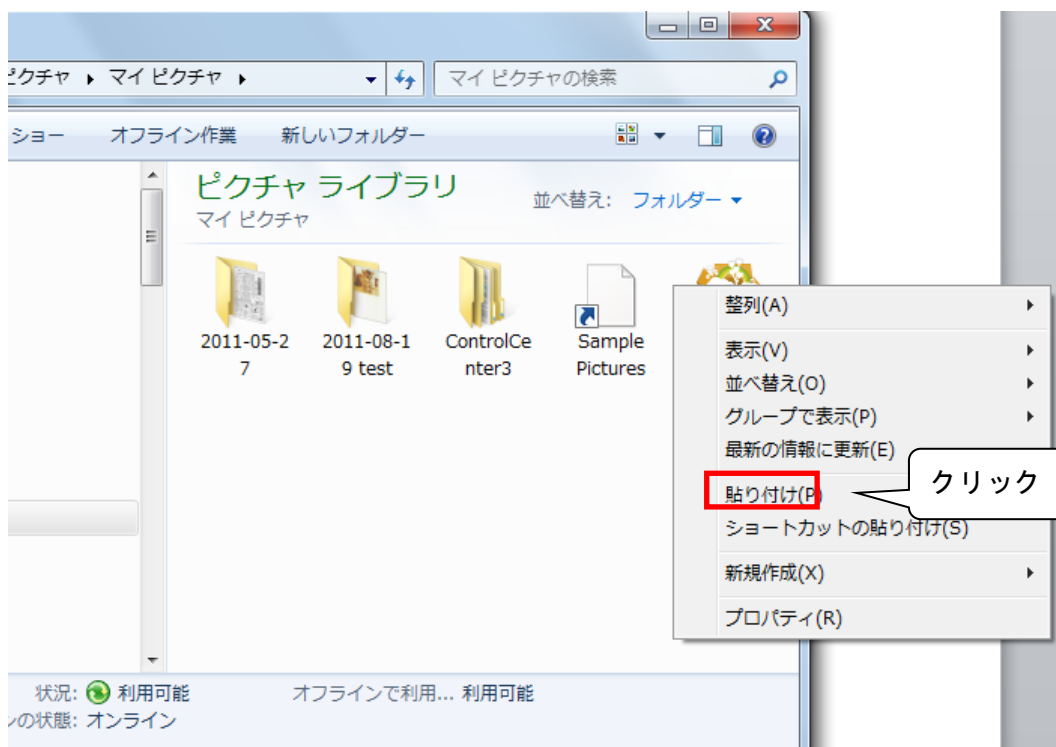 ピクチャ ▸ マイ ピクチャ ▸
マイ ピクチャの検索
ショー オフライン作業 新しいフォルダー
ピクチャ ライブラリ
マイ ピクチャ
並べ替え: フォルダー
2011-05-2
7
2011-08-1
9 test
ControlCe
nter3
Sample
Pictures
整列(A)
表示(V)
並べ替え(O)
グループで表示(P)
最新の情報に更新(E)
貼り付け(P)
クリック
ショートカットの貼り付け(S)
新規作成(X)
プロパティ(R)
状況: 利用可能
オフラインで利用... 利用可能
ンの状態: オンライン